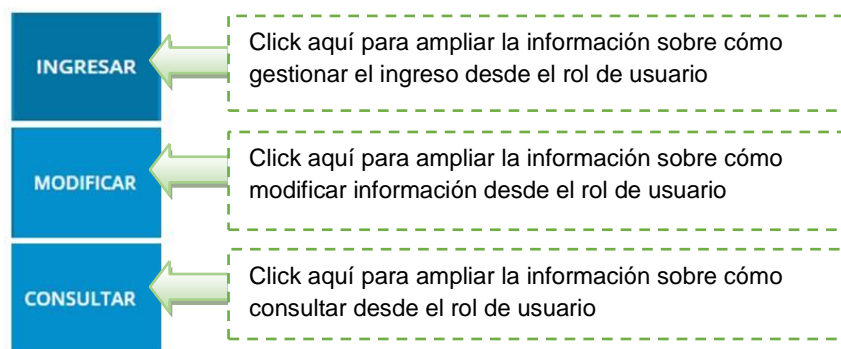 INGRESAR
Click aquí para ampliar la información sobre cómo
gestionar el ingreso desde el rol de usuario
MODIFICAR
Click aquí para ampliar la información sobre cómo
modificar información desde el rol de usuario
CONSULTAR
Click aquí para ampliar la información sobre cómo
consultar desde el rol de usuario